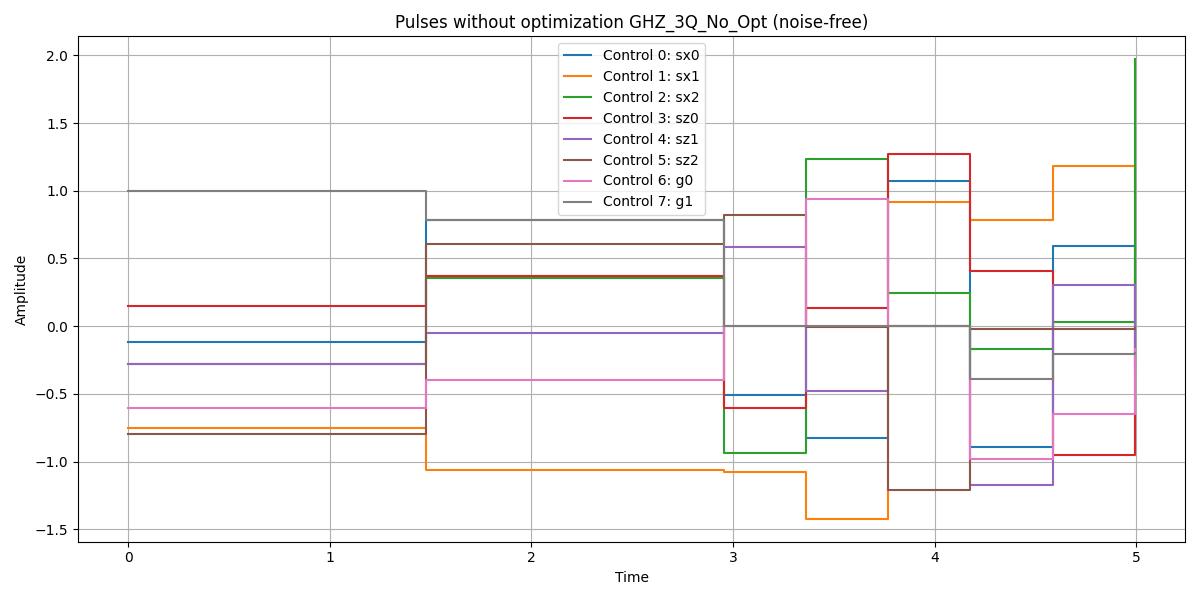 Pulses without optimization GHZ_3Q_No_Opt (noise-free)
2.0
1.5
1.0
0.5
0.0
−0.5
−1.0
−1.5
Amplitude
Control 0: sx0
Control 1: sx1
Control 2: sx2
Control 3: sz0
Control 4: sz1
Control 5: sz2
Control 6: g0
Control 7: g1
0 1 2 3 4 5
Time